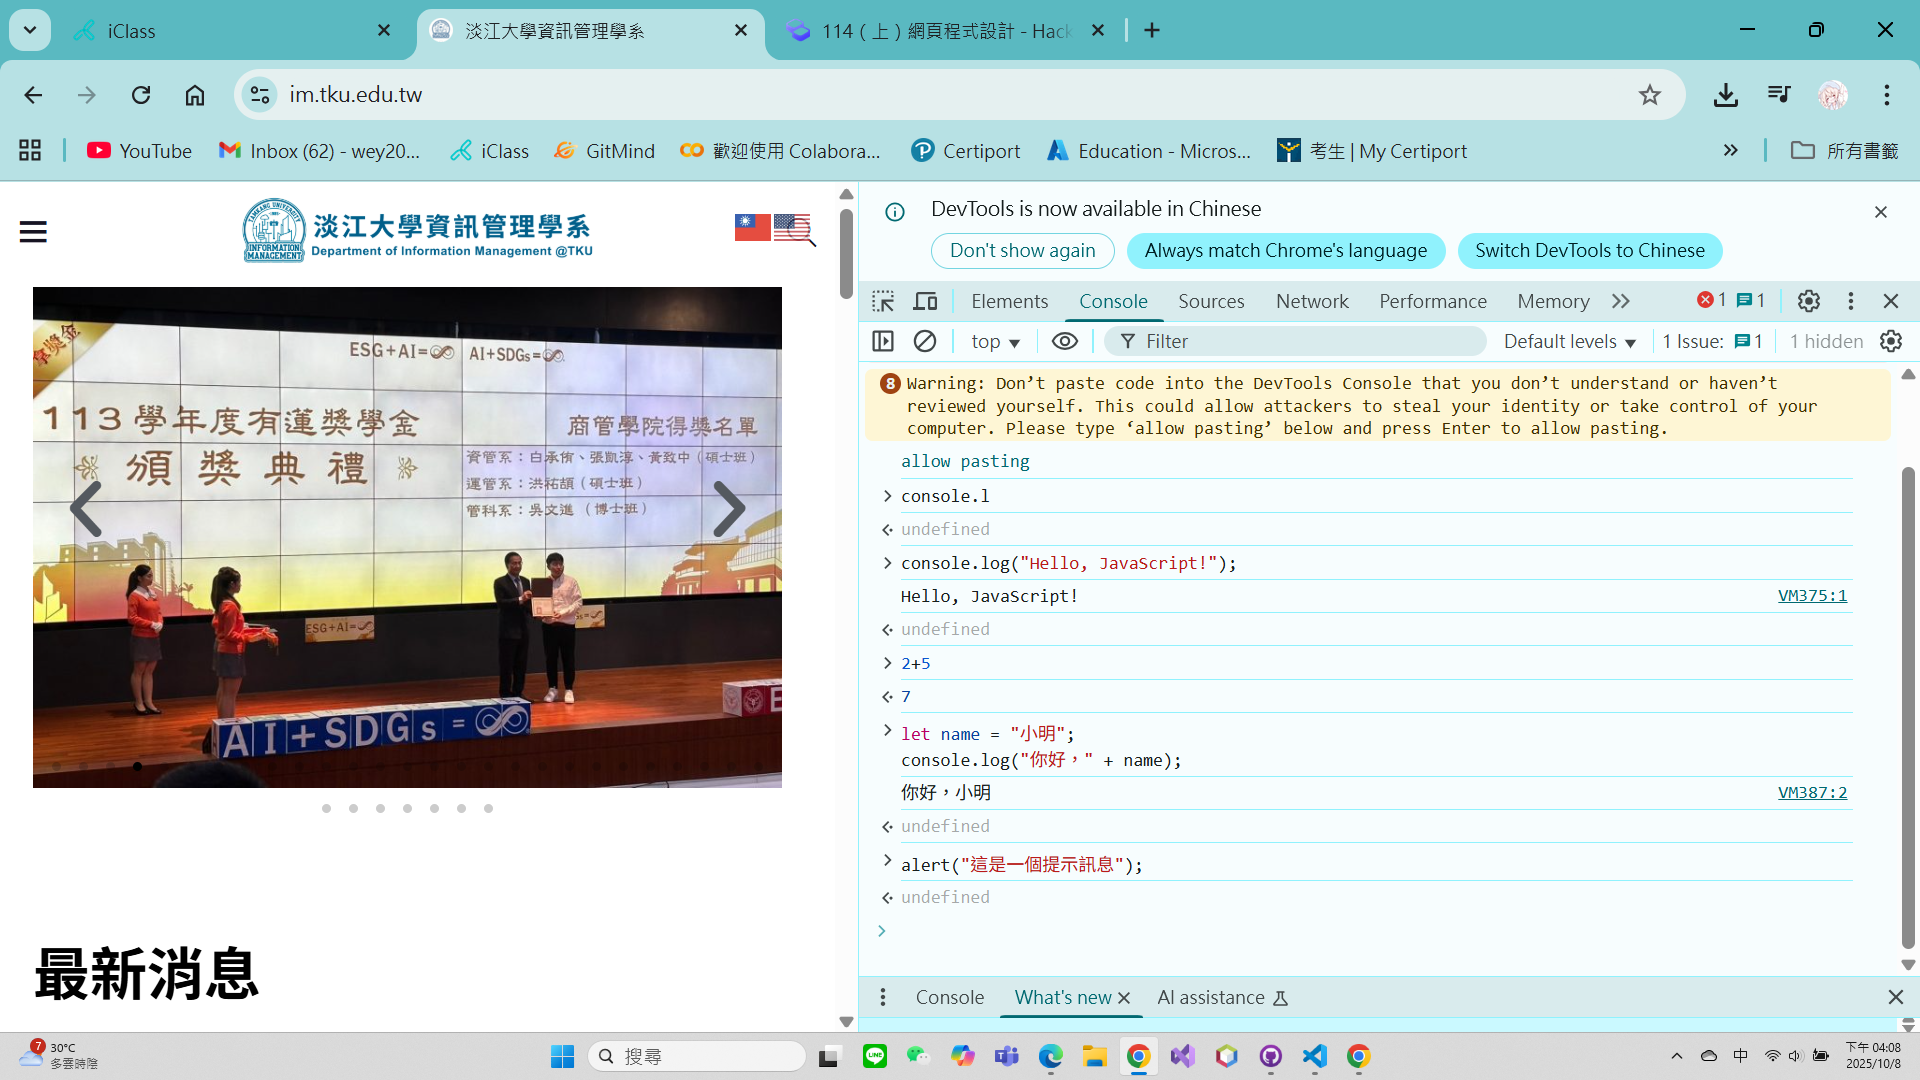 iClass
淡江大學資訊管理學系
114（上）網頁程式設計 - Hack
im.tku.edu.tw
YouTube
Inbox (62) - wey20...
iClass
GitMind
歡迎使用 Colabora...
Certiport
Education - Micros...
考生 | My Certiport
所有書籤
淡江大學資訊管理學系
Department of Information Management @TKU
TAMKANG UNIVERSITY
INFORMATION MANAGEMENT
拿獎金
ESG+AI=∞ AI+SDGs=∞
113學年度有蓮獎學金
頒獎典禮
商管學院得獎名單
資管系：白承侑、張凱淳、黃致中（碩士班）
運管系：洪祐頡（碩士班）
管科系：吳文進（博士班）
ESG+AI=∞
AI+SDGs=∞
最新消息
DevTools is now available in Chinese
Don't show again
Always match Chrome's language
Switch DevTools to Chinese
Elements
Console
Sources
Network
Performance
Memory
1
1
top
Filter
Default levels
1 Issue: 1
1 hidden
8 Warning: Don’t paste code into the DevTools Console that you don’t understand or haven’t
reviewed yourself. This could allow attackers to steal your identity or take control of your
computer. Please type ‘allow pasting’ below and press Enter to allow pasting.
allow pasting
console.l
undefined
console.log("Hello, JavaScript!");
Hello, JavaScript! VM375:1
undefined
2+5
7
let name = "小明";
console.log("你好，" + name);
你好，小明 VM387:2
undefined
alert("這是一個提示訊息");
undefined
Console
What's new
AI assistance
7
30°C
多雲時陰
搜尋
中
下午 04:08
2025/10/8